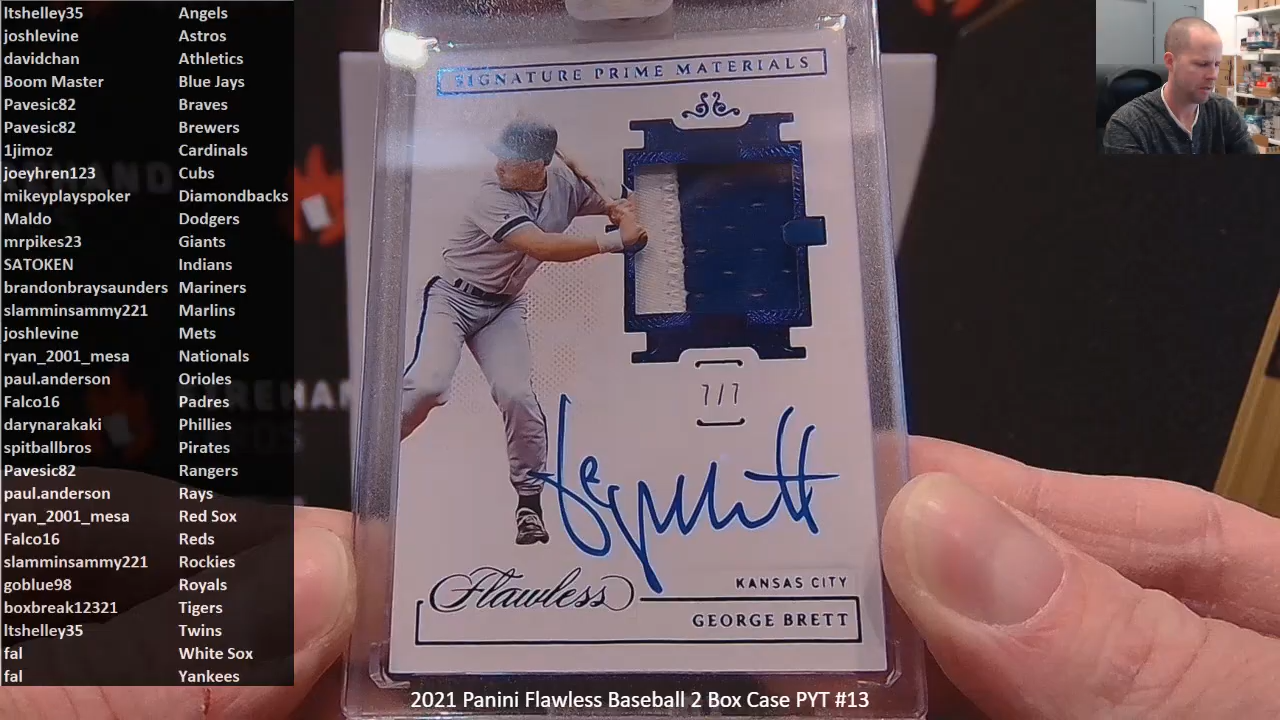 ltshelley35 Angels
joshlevine Astros
davidchan Athletics
Boom Master Blue Jays
Pavesic82 Braves
Pavesic82 Brewers
1jimoz Cardinals
joeyhren123 Cubs
mikeyplayspoker Diamondbacks
Maldo Dodgers
mrpikes23 Giants
SATOKEN Indians
brandonbraysaunders Mariners
slamminsammy221 Marlins
joshlevine Mets
ryan_2001_mesa Nationals
paul.anderson Orioles
Falco16 Padres
darynarakaki Phillies
spitballbros Pirates
Pavesic82 Rangers
paul.anderson Rays
ryan_2001_mesa Red Sox
Falco16 Reds
slamminsammy221 Rockies
goblue98 Royals
boxbreak12321 Tigers
ltshelley35 Twins
fal White Sox
fal Yankees
SIGNATURE PRIME MATERIALS
7/7
Flawless
KANSAS CITY
GEORGE BRETT
2021 Panini Flawless Baseball 2 Box Case PYT #13